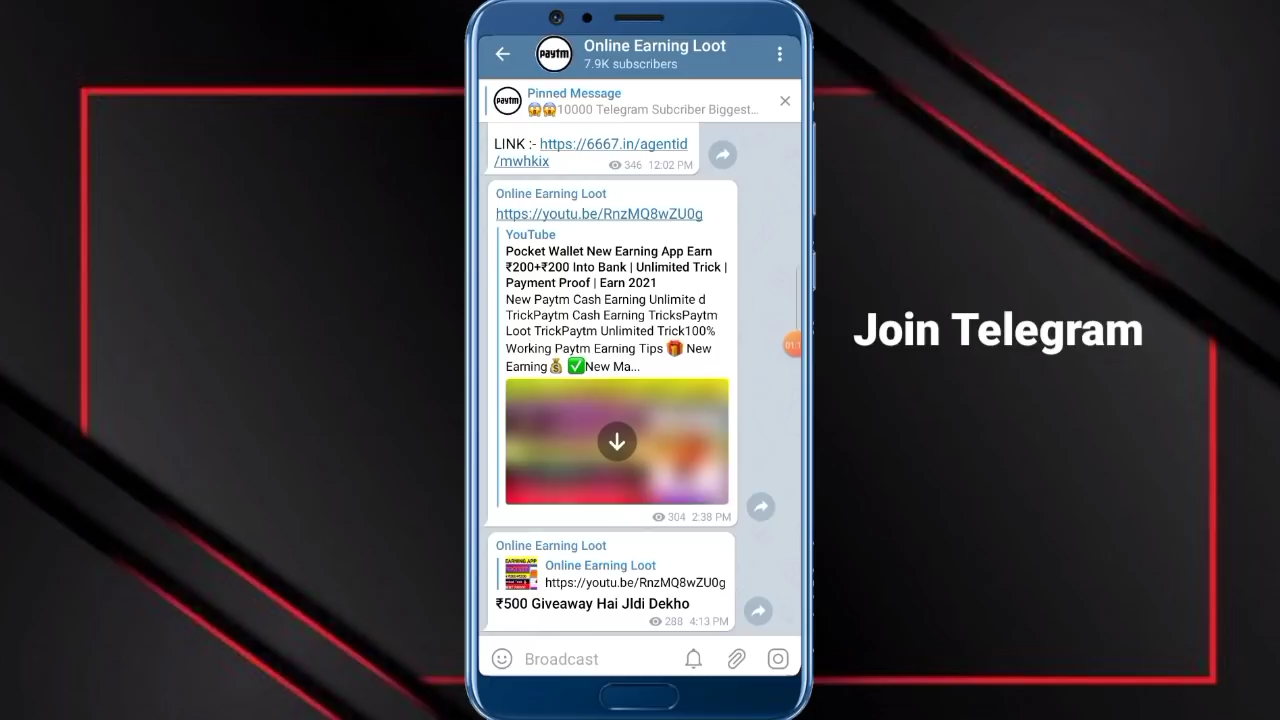 paytm
Online Earning Loot
7.9K subscribers
paytm
Pinned Message
😱😱10000 Telegram Subcriber Biggest...
LINK :- https://6667.in/agentid
/mwhkix
346 12:02 PM
Online Earning Loot
https://youtu.be/RnzMQ8wZU0g
YouTube
Pocket Wallet New Earning App Earn
₹200+₹200 Into Bank | Unlimited Trick |
Payment Proof | Earn 2021
New Paytm Cash Earning Unlimite d
TrickPaytm Cash Earning TricksPaytm
Loot TrickPaytm Unlimited Trick100%
Working Paytm Earning Tips 🎁 New
Earning💰 ✅New Ma...
304 2:38 PM
Online Earning Loot
Online Earning Loot
https://youtu.be/RnzMQ8wZU0g
₹500 Giveaway Hai Jldi Dekho
288 4:13 PM
Broadcast
Join Telegram